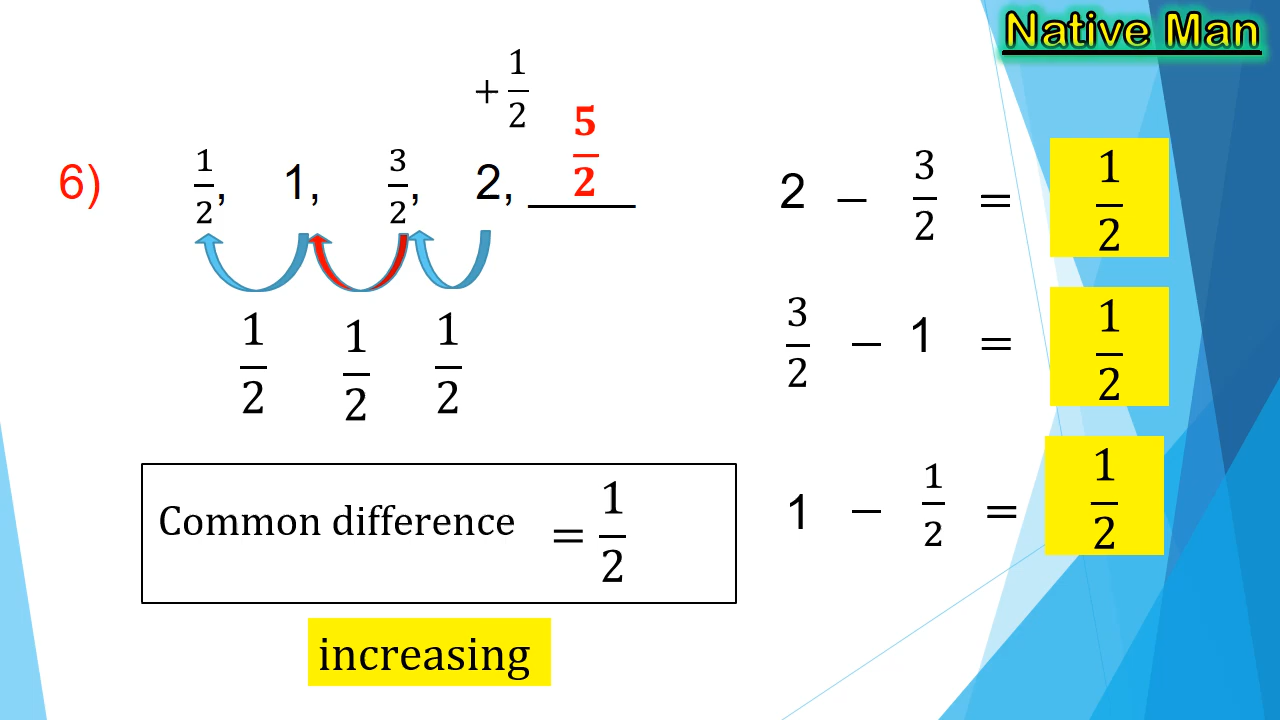 Native Man
+ 1/2
6) 1/2, 1, 3/2, 2, 5/2
1/2 1/2 1/2
Common difference = 1/2
increasing
2 − 3/2 = 1/2
3/2 − 1 = 1/2
1 − 1/2 = 1/2